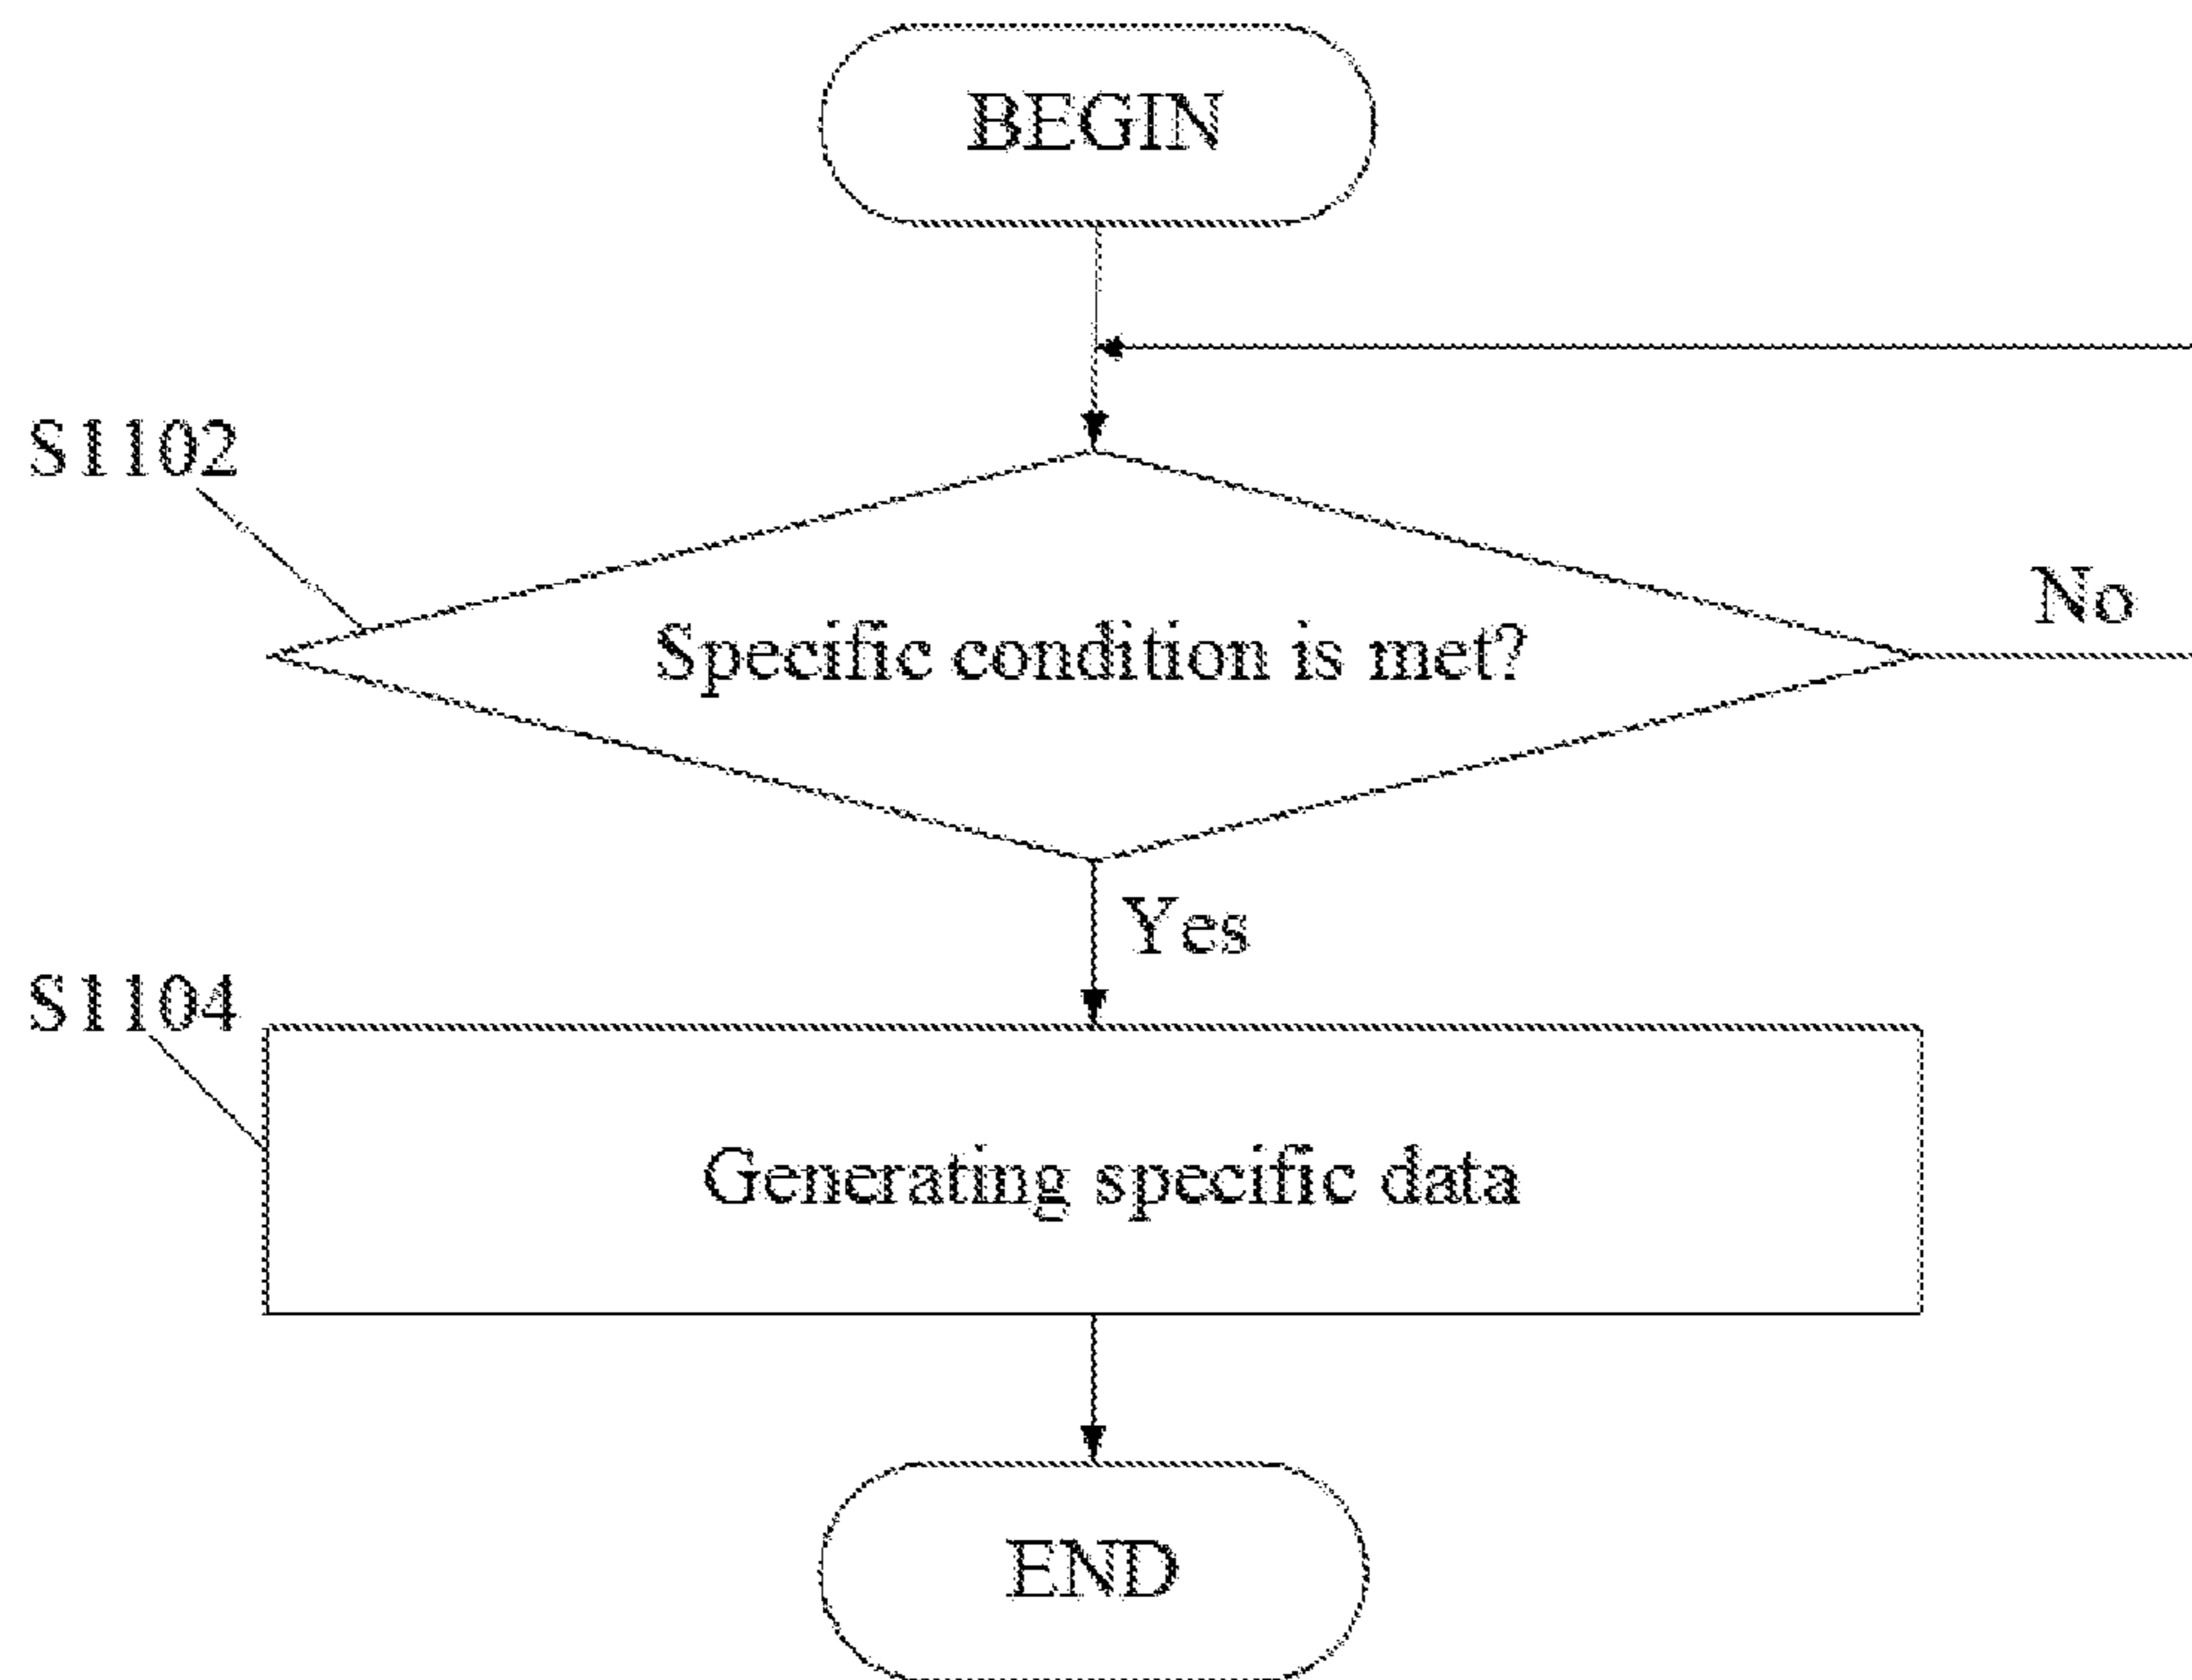 BEGIN
S1102
Specific condition is met?
No
Yes
S1104
Generating specific data
END